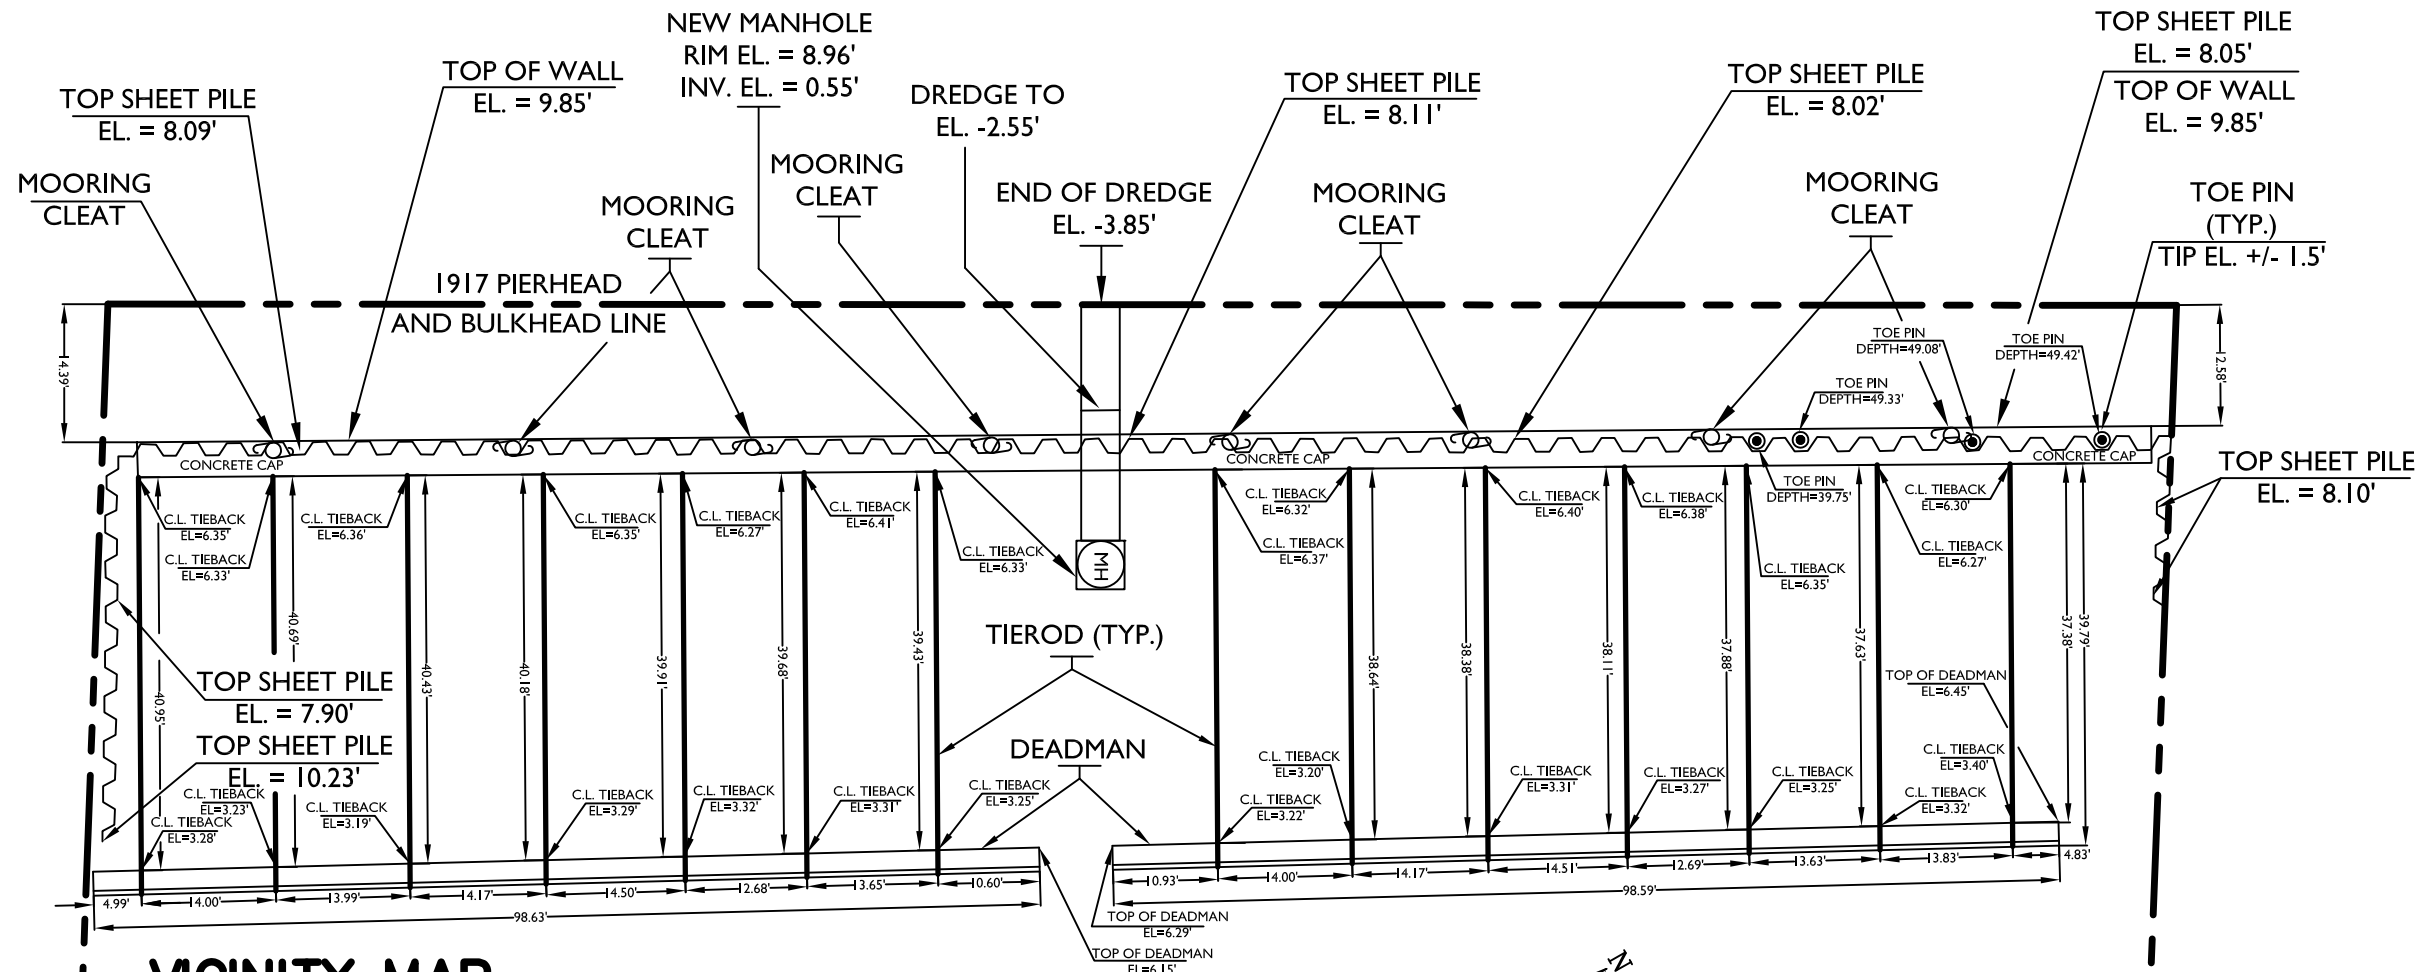 NEW MANHOLE
RIM EL. = 8.96'
INV. EL. = 0.55'
TOP SHEET PILE
EL. = 8.05'
TOP OF WALL
EL. = 9.85'
TOP OF WALL
EL. = 9.85'
TOP SHEET PILE
EL. = 8.09'
DREDGE TO
EL. -2.55'
TOP SHEET PILE
EL. = 8.11'
TOP SHEET PILE
EL. = 8.02'
MOORING
CLEAT
MOORING
CLEAT
MOORING
CLEAT
END OF DREDGE
EL. -3.85'
MOORING
CLEAT
MOORING
CLEAT
TOE PIN
(TYP.)
TIP EL. +/- 1.5'
1917 PIERHEAD
AND BULKHEAD LINE
14.39'
12.58'
TOE PIN
DEPTH=49.08'
TOE PIN
DEPTH=49.42'
TOE PIN
DEPTH=49.33'
CONCRETE CAP
CONCRETE CAP
CONCRETE CAP
TOP SHEET PILE
EL. = 8.10'
C.L. TIEBACK
EL=6.35'
C.L. TIEBACK
EL=6.33'
C.L. TIEBACK
EL=6.36'
C.L. TIEBACK
EL=6.35'
C.L. TIEBACK
EL=6.27'
C.L. TIEBACK
EL=6.41'
C.L. TIEBACK
EL=6.33'
MH
C.L. TIEBACK
EL=6.32'
C.L. TIEBACK
EL=6.37'
C.L. TIEBACK
EL=6.40'
C.L. TIEBACK
EL=6.38'
TOE PIN
DEPTH=39.75'
C.L. TIEBACK
EL=6.35'
C.L. TIEBACK
EL=6.30'
C.L. TIEBACK
EL=6.27'
40.95'
40.69'
40.43'
40.18'
39.91'
39.68'
39.43'
38.64'
38.38'
38.11'
37.88'
37.63'
37.38'
39.79'
TIEROD (TYP.)
TOP SHEET PILE
EL. = 7.90'
TOP SHEET PILE
EL. = 10.23'
DEADMAN
TOP OF DEADMAN
EL=6.45'
C.L. TIEBACK
EL=3.23'
C.L. TIEBACK
EL=3.28'
C.L. TIEBACK
EL=3.19'
C.L. TIEBACK
EL=3.29'
C.L. TIEBACK
EL=3.32'
C.L. TIEBACK
EL=3.31'
C.L. TIEBACK
EL=3.25'
C.L. TIEBACK
EL=3.20'
C.L. TIEBACK
EL=3.22'
C.L. TIEBACK
EL=3.31'
C.L. TIEBACK
EL=3.27'
C.L. TIEBACK
EL=3.25'
C.L. TIEBACK
EL=3.32'
C.L. TIEBACK
EL=3.40'
4.99'
14.00'
13.99'
14.17'
14.50'
12.68'
13.65'
10.60'
98.63'
10.93'
14.00'
14.17'
14.51'
12.69'
13.63'
13.83'
4.83'
98.59'
TOP OF DEADMAN
EL=6.29'
TOP OF DEADMAN
EL=6.15'
VICINITY MAP
N